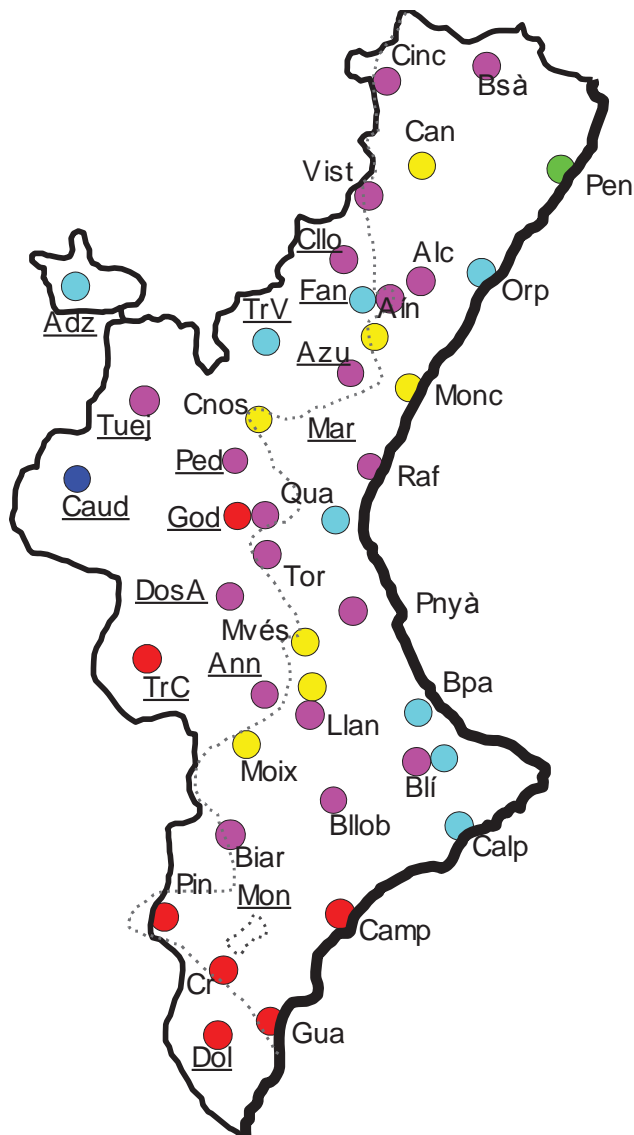 Cinc
Bsà
Can
Pen
Vist
Cllo
Alc
Orp
Fan
Aín
Adz
TrV
Azu
Monc
Cnos
Tuej
Mar
Ped
Raf
Caud
Qua
God
Tor
DosA
Pnyà
Mvés
Ann
Bpa
TrC
Llan
Moix
Blí
Bllob
Calp
Biar
Pin
Mon
Camp
Cr
Gua
Dol